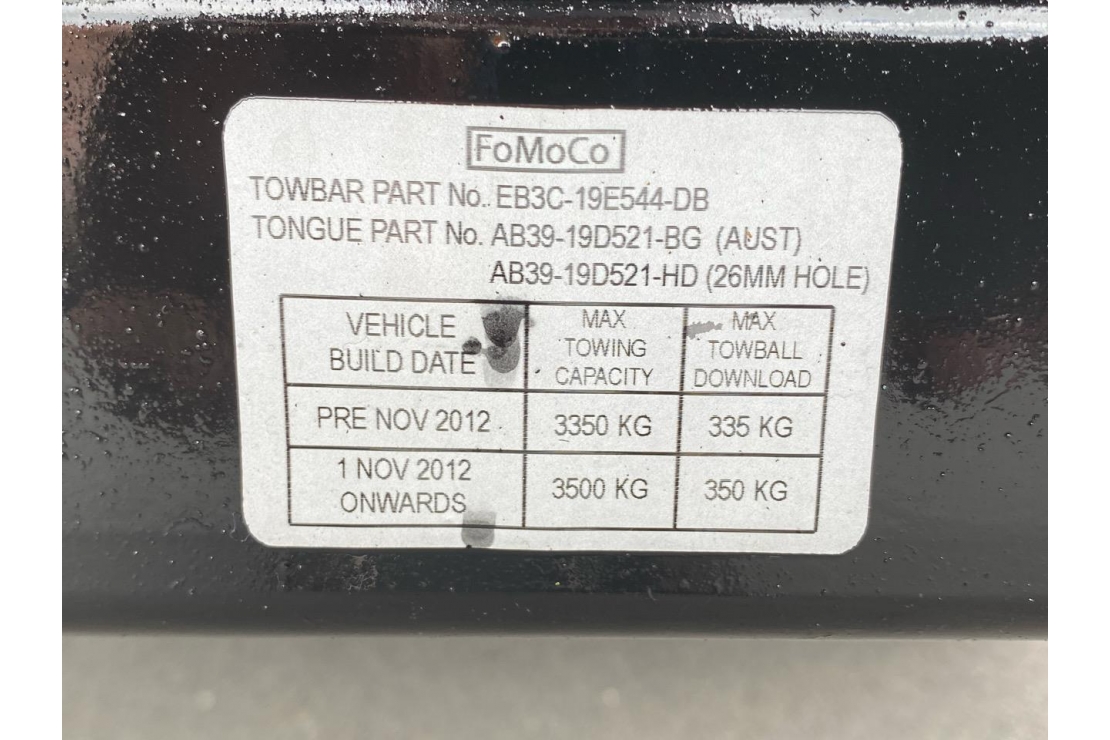 FoMoCo
TOWBAR PART No. EB3C-19E544-DB
TONGUE PART No. AB39-19D521-BG (AUST)
AB39-19D521-HD (26MM HOLE)
VEHICLE
BUILD DATE
MAX
TOWING
CAPACITY
MAX
TOWBALL
DOWNLOAD
PRE NOV 2012
3350 KG
335 KG
1 NOV 2012
ONWARDS
3500 KG
350 KG